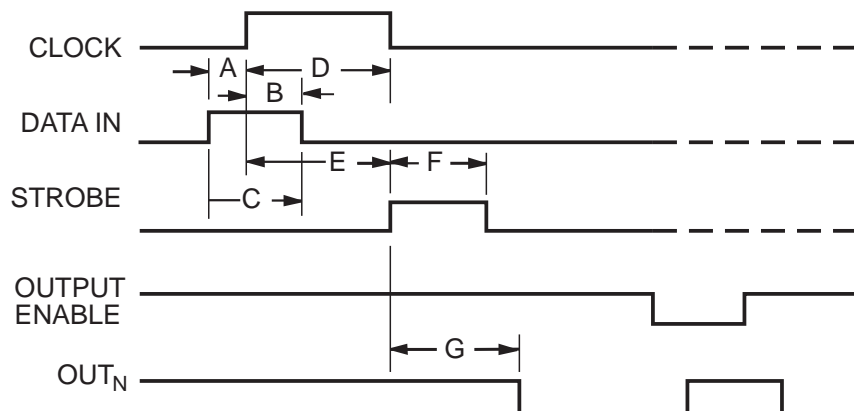 CLOCK
A D
B
DATA IN
E F
C
STROBE
OUTPUT
ENABLE
G
OUTN